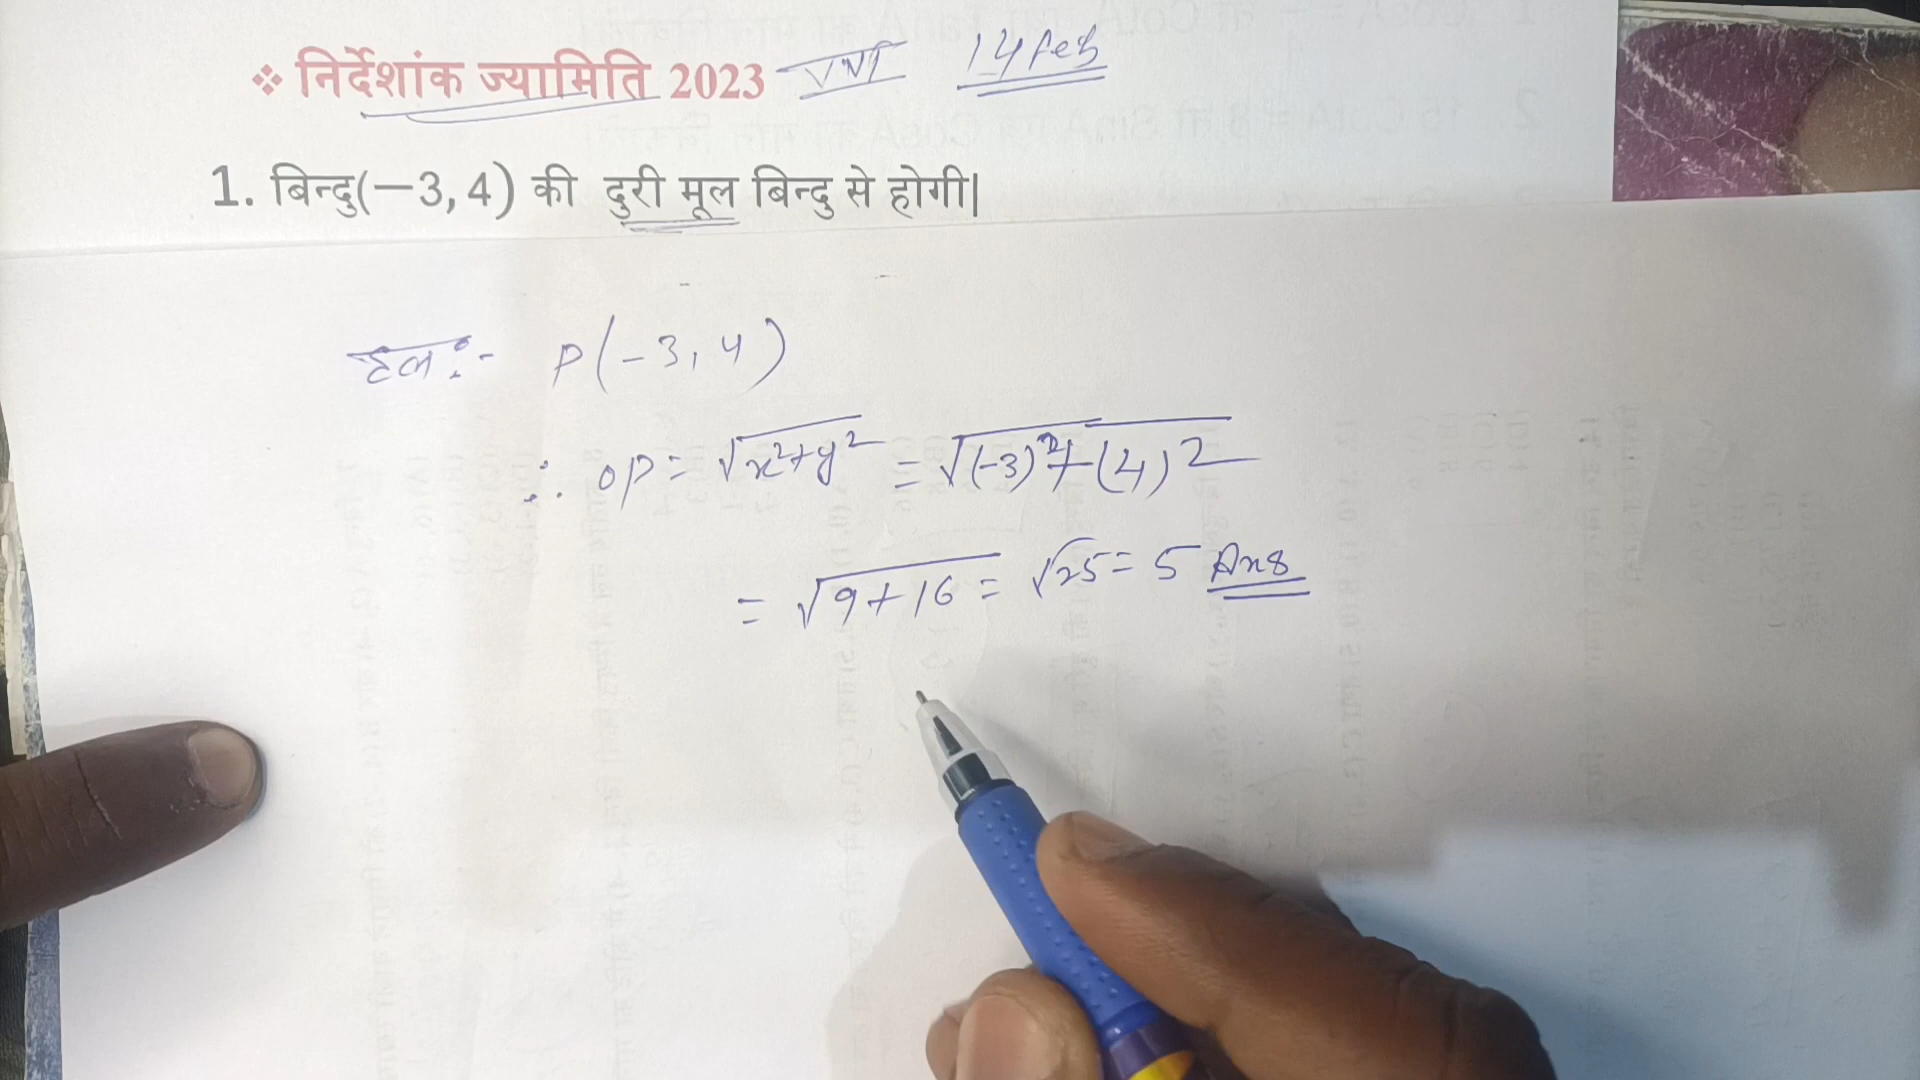 ❖ निर्देशांक ज्यामिति 2023 VVI 14 Feb
1. बिन्दु(−3, 4) की दुरी मूल बिन्दु से होगी|
हल:- P(-3, 4)
∴ OP = √x²+y² = √(-3)²+(4)²
= √9+16 = √25 = 5 Ans